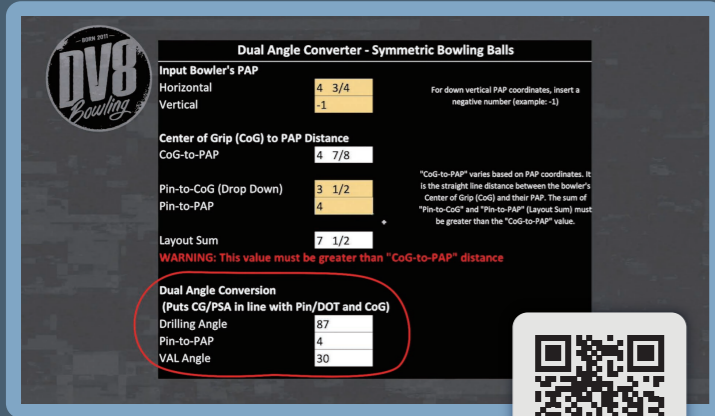 BORN 2011
DV8
Bowling
Dual Angle Converter - Symmetric Bowling Balls
Input Bowler's PAP
Horizontal 4 3/4
Vertical -1
For down vertical PAP coordinates, insert a
negative number (example: -1)
Center of Grip (CoG) to PAP Distance
CoG-to-PAP 4 7/8
Pin-to-CoG (Drop Down) 3 1/2
Pin-to-PAP 4
"CoG-to-PAP" varies based on PAP coordinates. It
is the straight line distance between the bowler's
Center of Grip (CoG) and their PAP. The sum of
"Pin-to-CoG" and "Pin-to-PAP" (Layout Sum) must
be greater than the "CoG-to-PAP" value.
Layout Sum 7 1/2
WARNING: This value must be greater than "CoG-to-PAP" distance
Dual Angle Conversion
(Puts CG/PSA in line with Pin/DOT and CoG)
Drilling Angle 87
Pin-to-PAP 4
VAL Angle 30